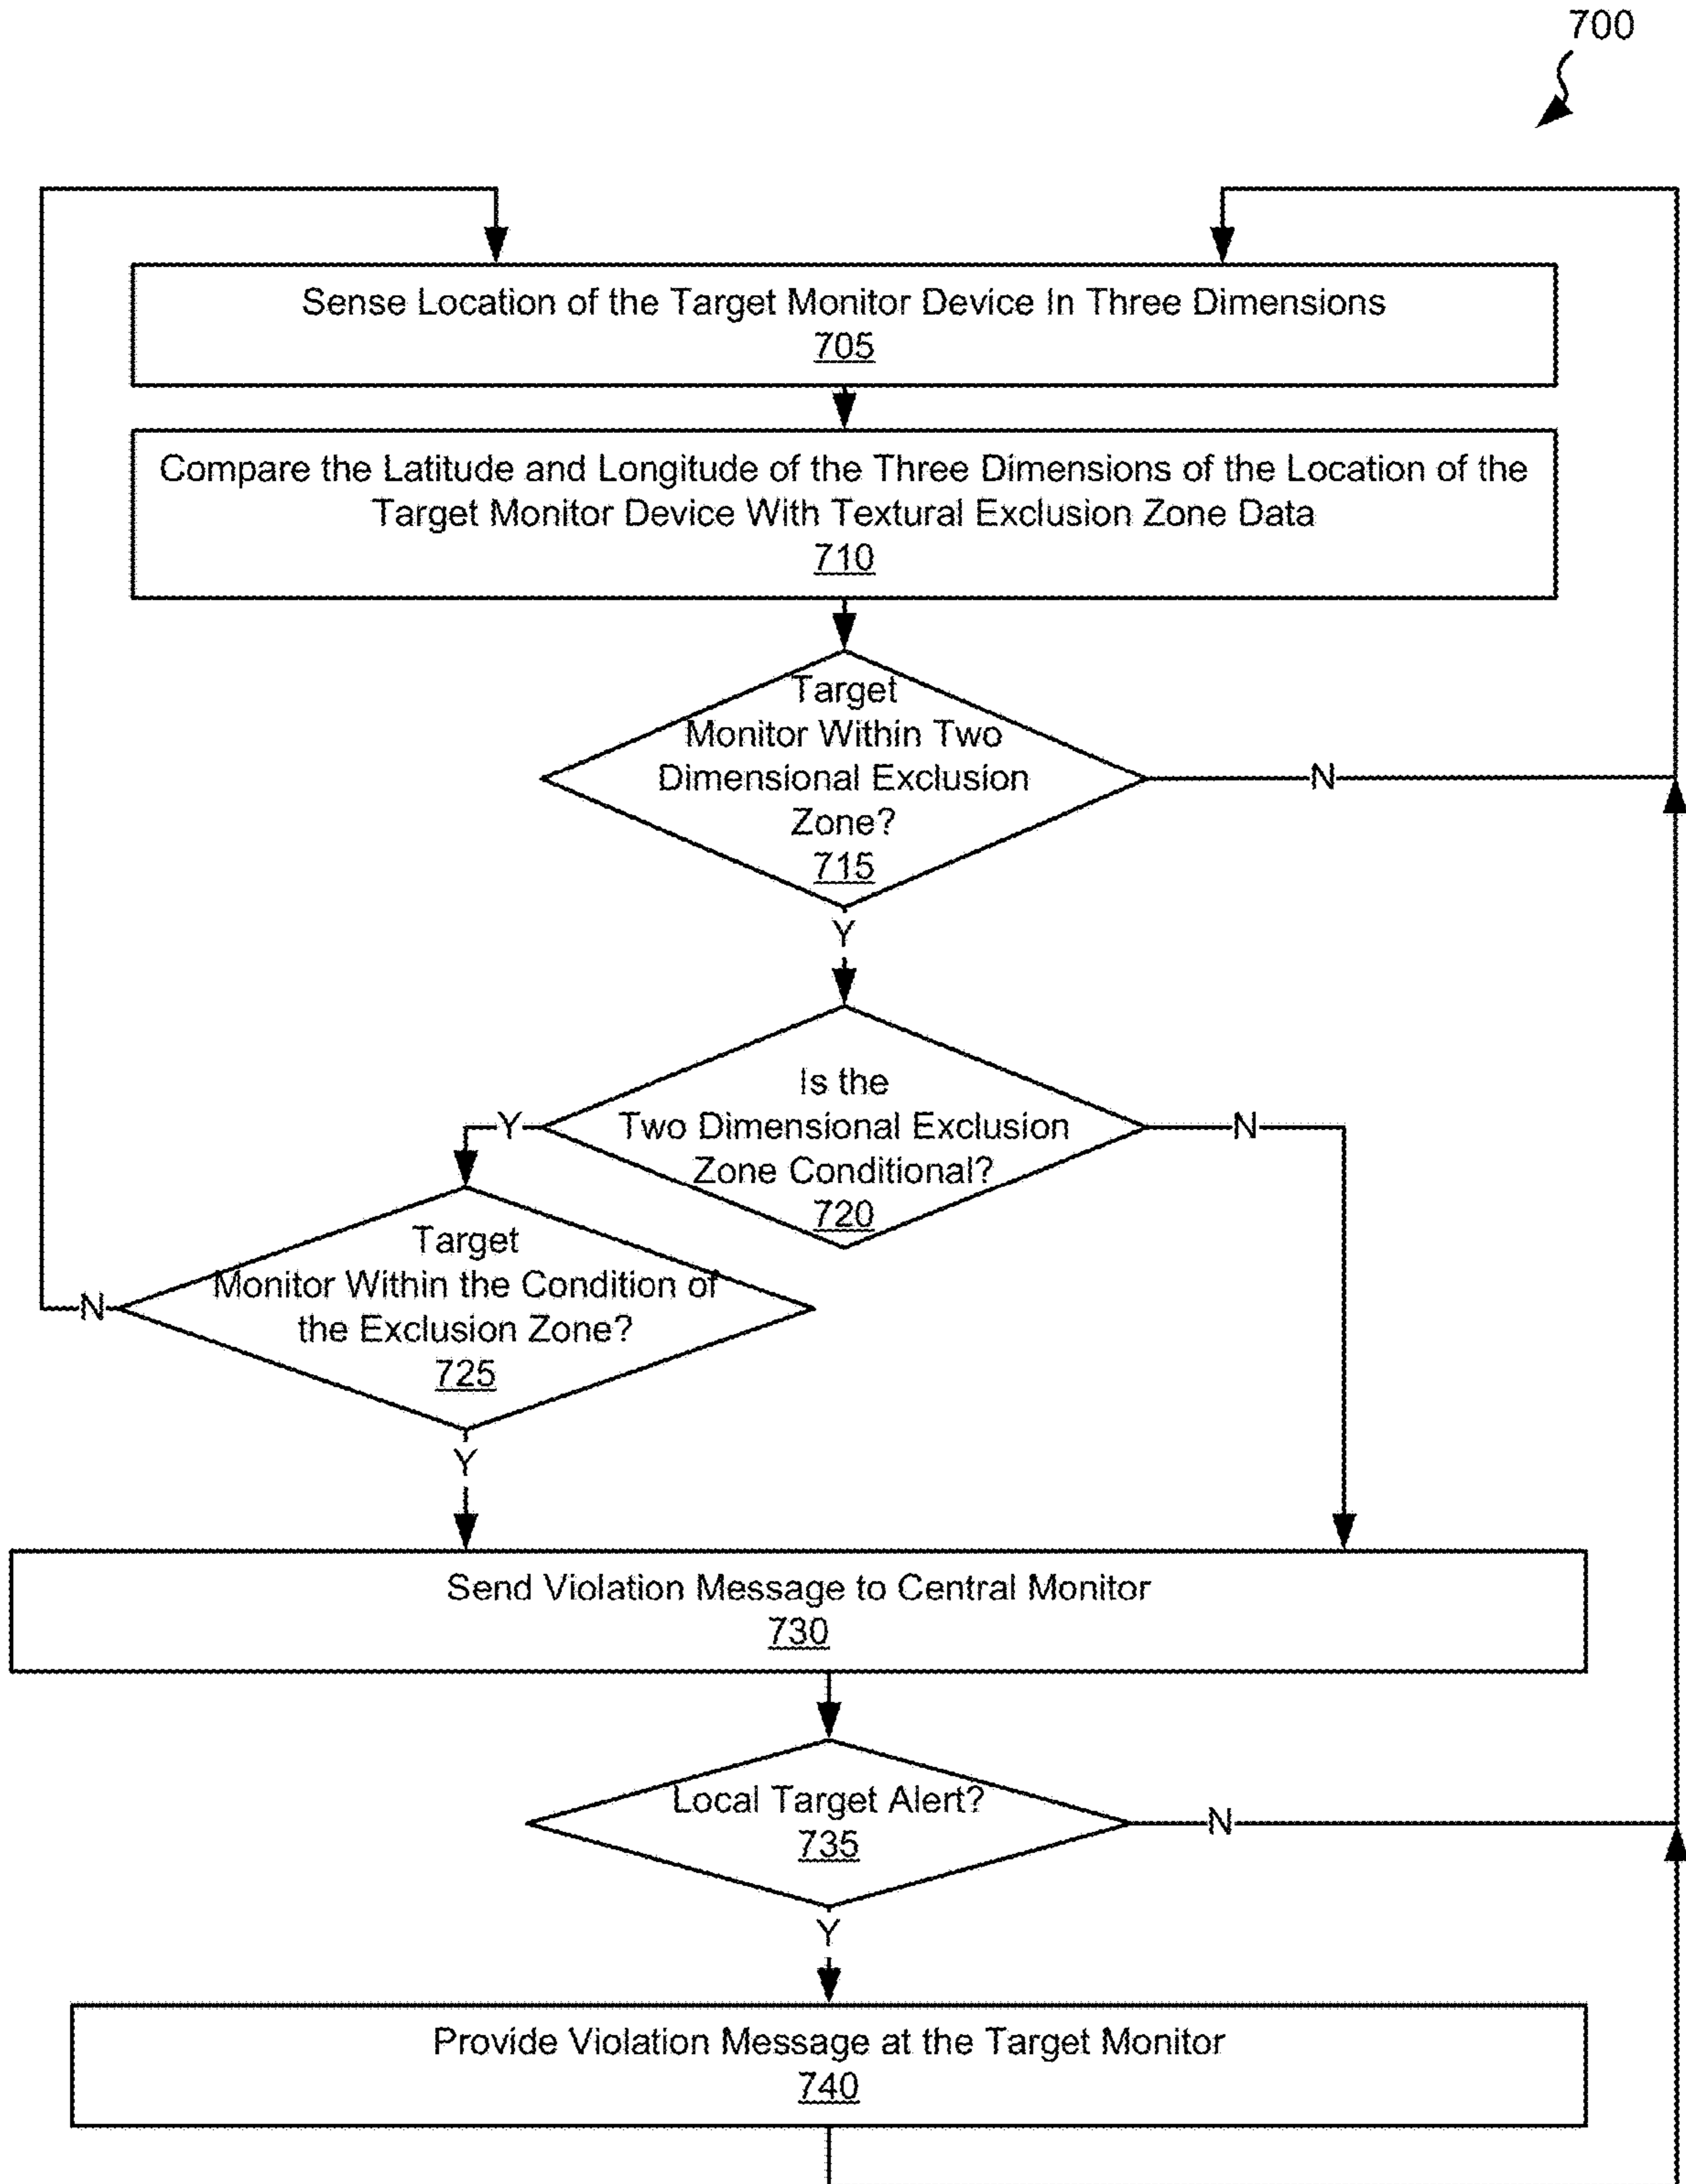 700
Sense Location of the Target Monitor Device In Three Dimensions
705
Compare the Latitude and Longitude of the Three Dimensions of the Location of the
Target Monitor Device With Textural Exclusion Zone Data
710
Target
Monitor Within Two
Dimensional Exclusion
Zone?
715
N
Y
Is the
Two Dimensional Exclusion
Zone Conditional?
720
Y
N
Target
Monitor Within the Condition of
the Exclusion Zone?
725
N
Y
Send Violation Message to Central Monitor
730
Local Target Alert?
735
N
Y
Provide Violation Message at the Target Monitor
740